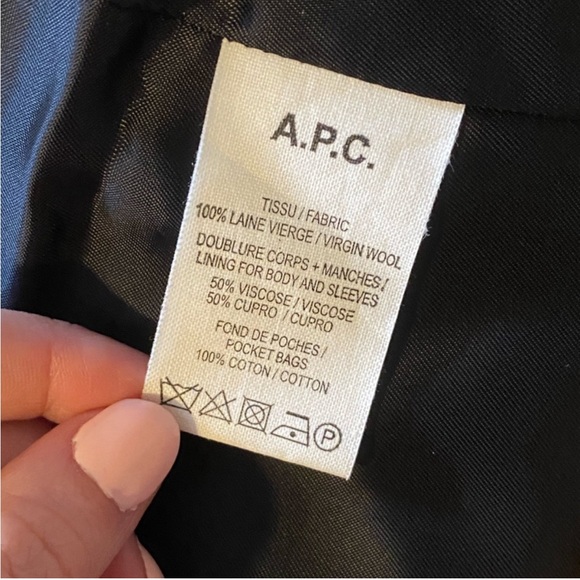 A.P.C.
TISSU / FABRIC
100% LAINE VIERGE / VIRGIN WOOL
DOUBLURE CORPS + MANCHES /
LINING FOR BODY AND SLEEVES
50% VISCOSE / VISCOSE
50% CUPRO / CUPRO
FOND DE POCHES /
POCKET BAGS
100% COTON / COTTON
P